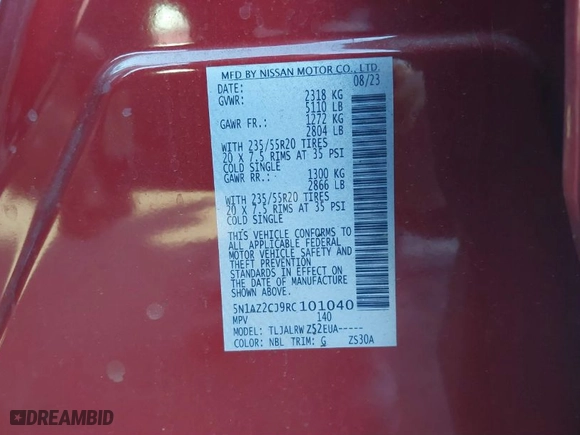 MFD BY NISSAN MOTOR CO., LTD.
DATE: 08/23
GVWR: 2318 KG
5110 LB
GAWR FR.: 1272 KG
2804 LB
WITH 235/55R20 TIRES
20 X 7.5 RIMS AT 35 PSI
COLD SINGLE
GAWR RR.: 1300 KG
2866 LB
WITH 235/55R20 TIRES
20 X 7.5 RIMS AT 35 PSI
COLD SINGLE
THIS VEHICLE CONFORMS TO
ALL APPLICABLE FEDERAL
MOTOR VEHICLE SAFETY AND
THEFT PREVENTION
STANDARDS IN EFFECT ON
THE DATE OF MANUFACTURE
SHOWN ABOVE.
5N1AZ2CJ9RC101040
MPV 140
MODEL: TLJALRWZ52EUA-----
COLOR: NBL TRIM: G ZS30A
DREAMBID